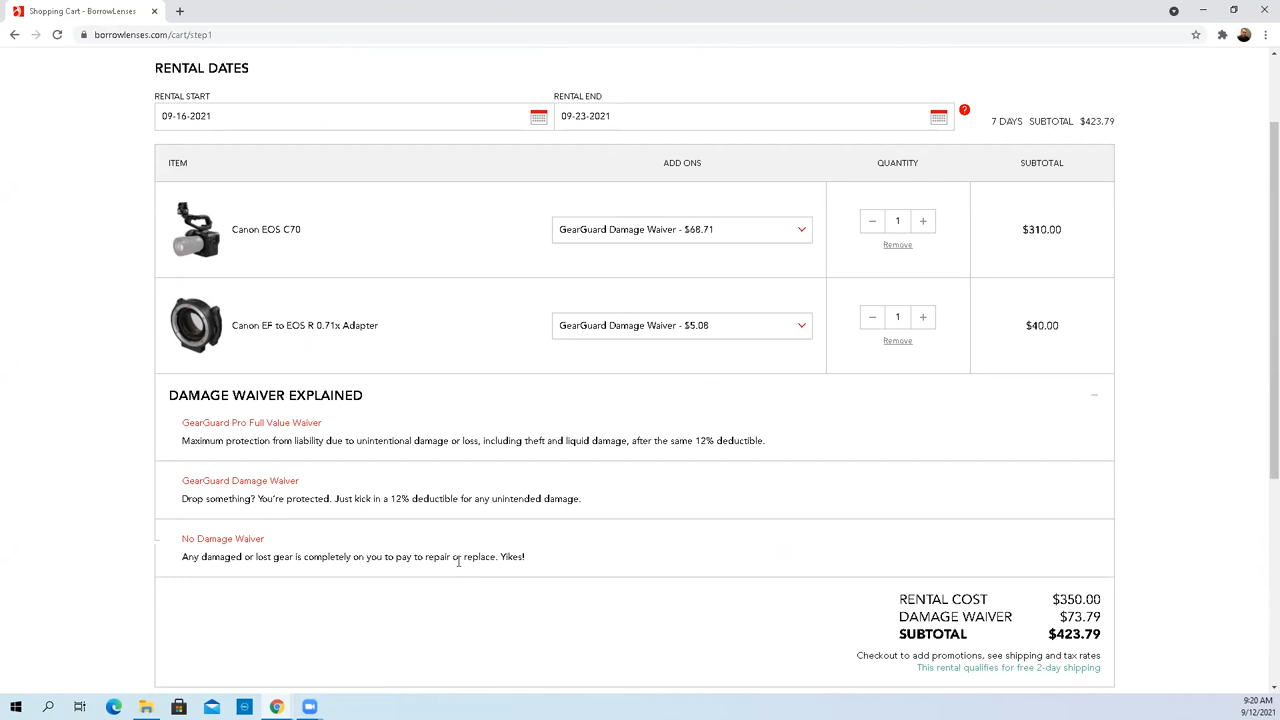 Shopping Cart - BorrowLenses
borrowlenses.com/cart/step1
RENTAL DATES
RENTAL START
RENTAL END
09-16-2021
09-23-2021
?
7 DAYS SUBTOTAL $423.79
ITEM
ADD ONS
QUANTITY
SUBTOTAL
Canon EOS C70
GearGuard Damage Waiver - $68.71
− 1 +
Remove
$310.00
Canon EF to EOS R 0.71x Adapter
GearGuard Damage Waiver - $5.08
− 1 +
Remove
$40.00
DAMAGE WAIVER EXPLAINED
GearGuard Pro Full Value Waiver
Maximum protection from liability due to unintentional damage or loss, including theft and liquid damage, after the same 12% deductible.
GearGuard Damage Waiver
Drop something? You're protected. Just kick in a 12% deductible for any unintended damage.
No Damage Waiver
Any damaged or lost gear is completely on you to pay to repair or replace. Yikes!
RENTAL COST $350.00
DAMAGE WAIVER $73.79
SUBTOTAL $423.79
Checkout to add promotions, see shipping and tax rates
This rental qualifies for free 2-day shipping
9:20 AM
9/12/2021